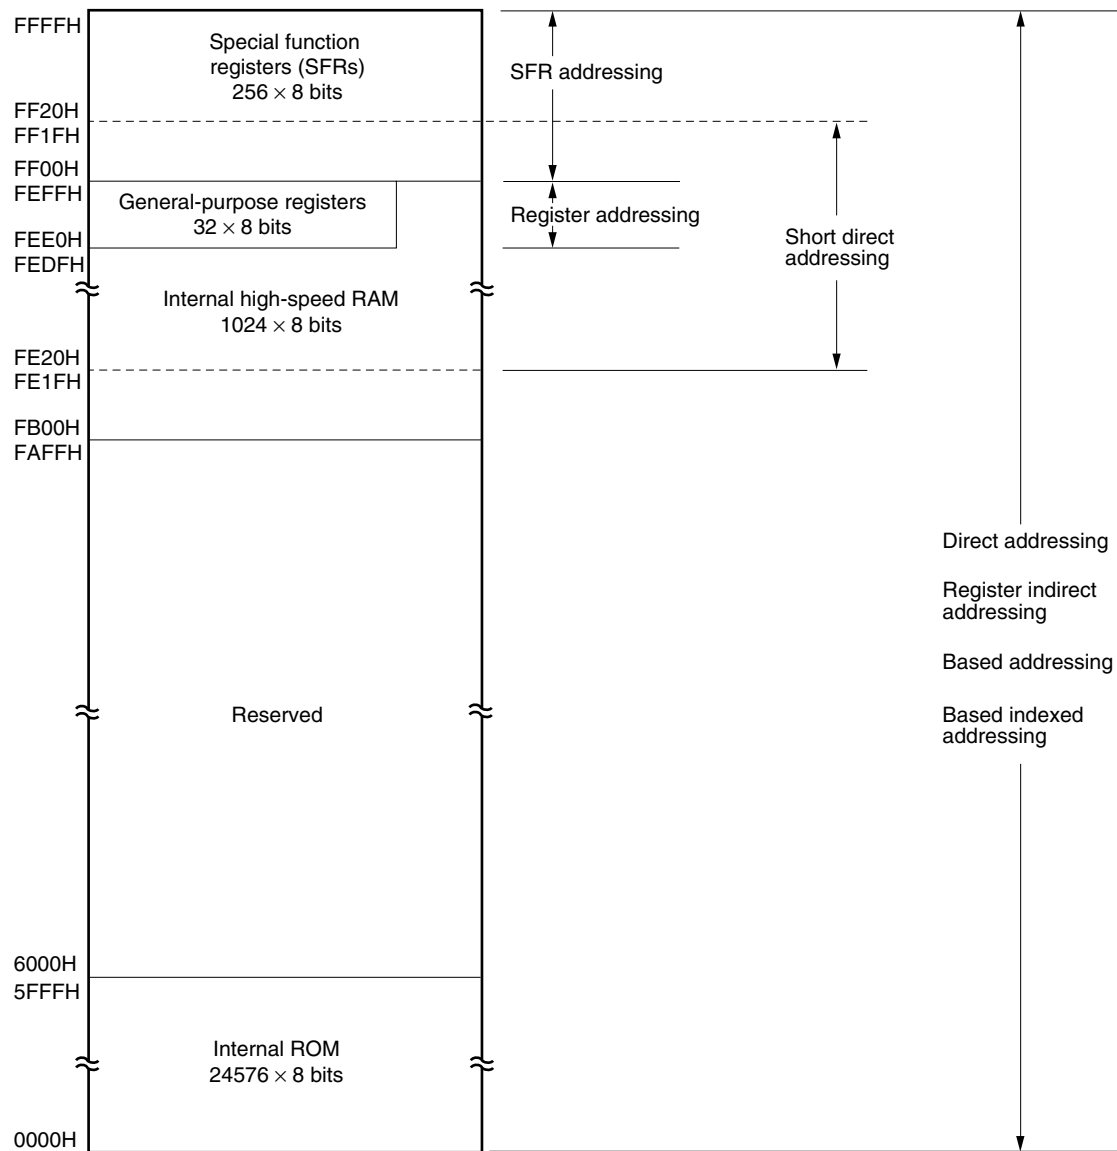 FFFFH
Special function
registers (SFRs)
256 × 8 bits
SFR addressing
FF20H
FF1FH
FF00H
FEFFH
General-purpose registers
32 × 8 bits
Register addressing
Short direct
addressing
FEE0H
FEDFH
Internal high-speed RAM
1024 × 8 bits
FE20H
FE1FH
FB00H
FAFFH
Direct addressing
Register indirect
addressing
Based addressing
Based indexed
addressing
Reserved
6000H
5FFFH
Internal ROM
24576 × 8 bits
0000H